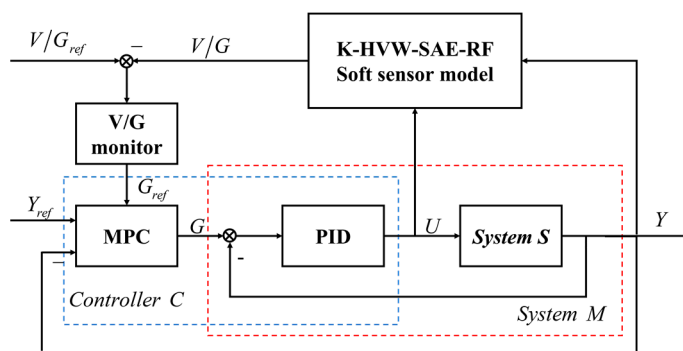 V/G_ref
−
V/G
K-HVW-SAE-RF
Soft sensor model
V/G
monitor
G_ref
Y_ref
MPC
−
G
-
PID
U
System S
Y
Controller C
System M